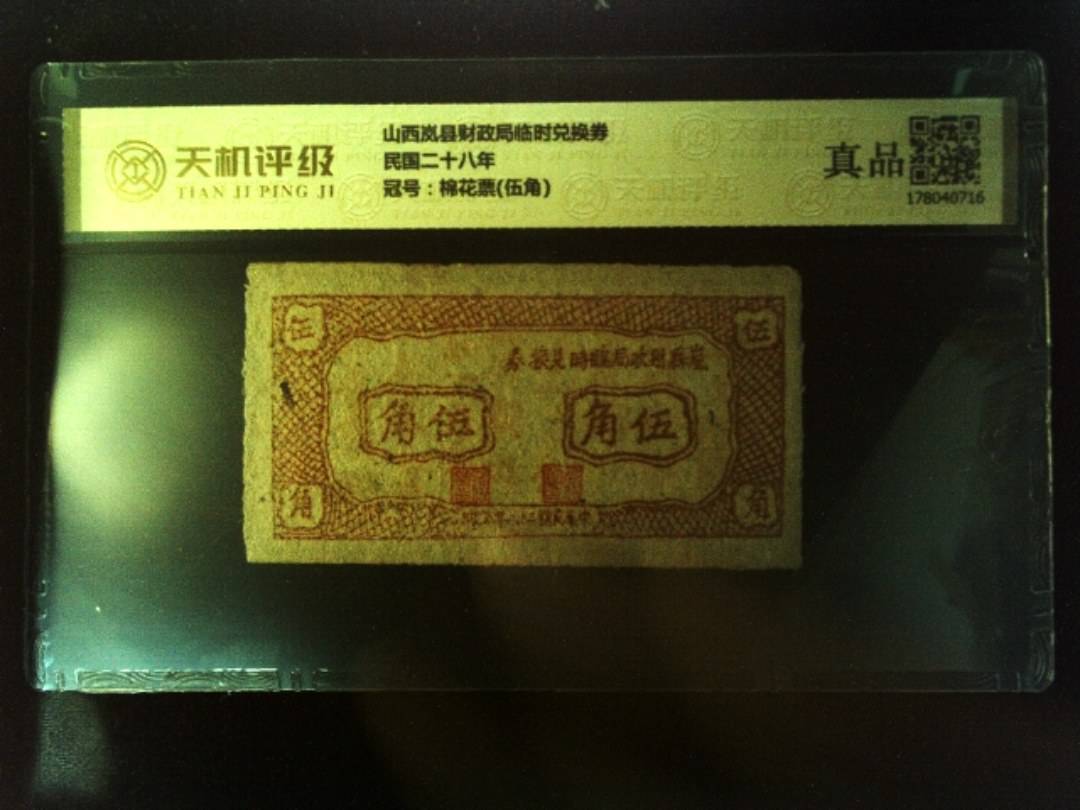 天机评级
TIAN JI PING JI
山西岚县财政局临时兑换券
民国二十八年
冠号：棉花票(伍角)
真品
178040716
伍
伍
角伍
角伍
角
角